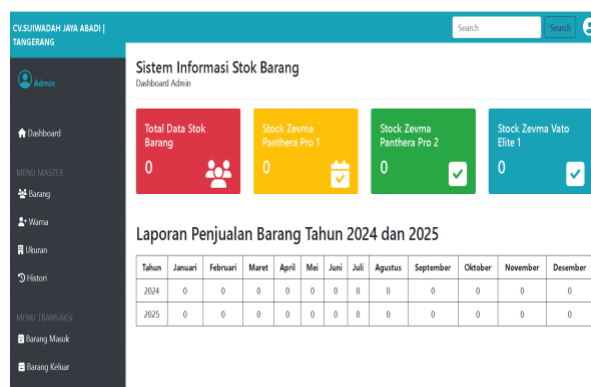 CV.SUIWADAH JAYA ABADI |
TANGERANG
Search
Search
Admin
Dashboard
MENU MASTER
Barang
Warna
Ukuran
Histori
MENU TRANSAKSI
Barang Masuk
Barang Keluar
Sistem Informasi Stok Barang
Dashboard Admin
Total Data Stok
Barang
0
Stock Zevma
Panthera Pro 1
0
Stock Zevma
Panthera Pro 2
0
Stock Zevma Vato
Elite 1
0
Laporan Penjualan Barang Tahun 2024 dan 2025
Tahun Januari Februari Maret April Mei Juni Juli Agustus September Oktober November Desember
2024 0 0 0 0 0 0 0 0 0 0 0 0
2025 0 0 0 0 0 0 0 0 0 0 0 0